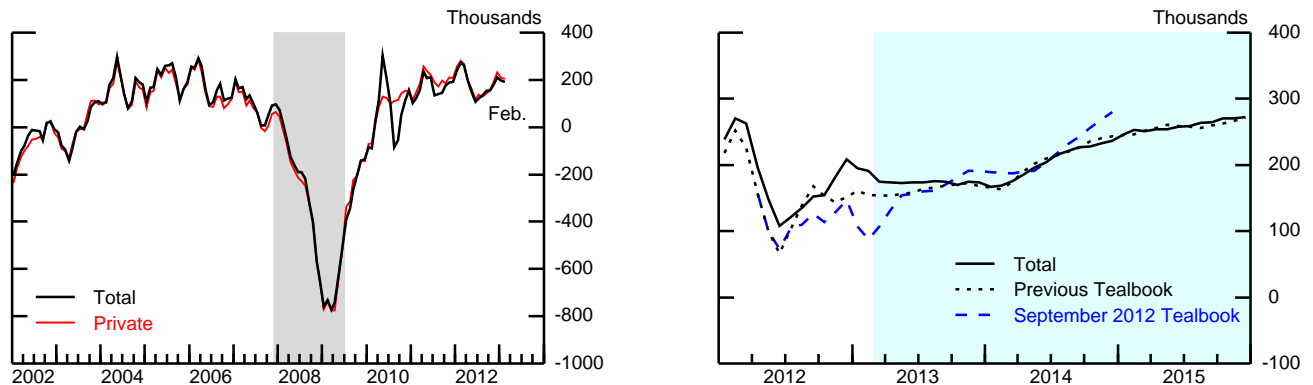 Thousands
400
200
0
-200
-400
-600
-800
-1000
Feb.
Total
Private
2002 2004 2006 2008 2010 2012
Thousands
400
300
200
100
0
-100
Total
Previous Tealbook
September 2012 Tealbook
2012 2013 2014 2015